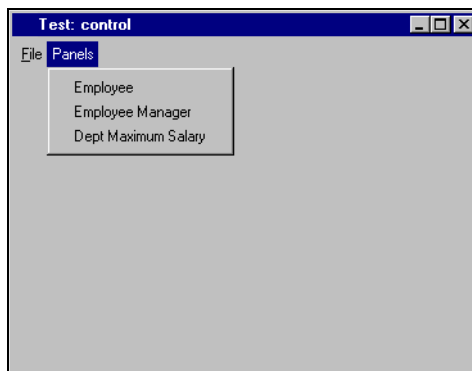 Test: control
File Panels
Employee
Employee Manager
Dept Maximum Salary